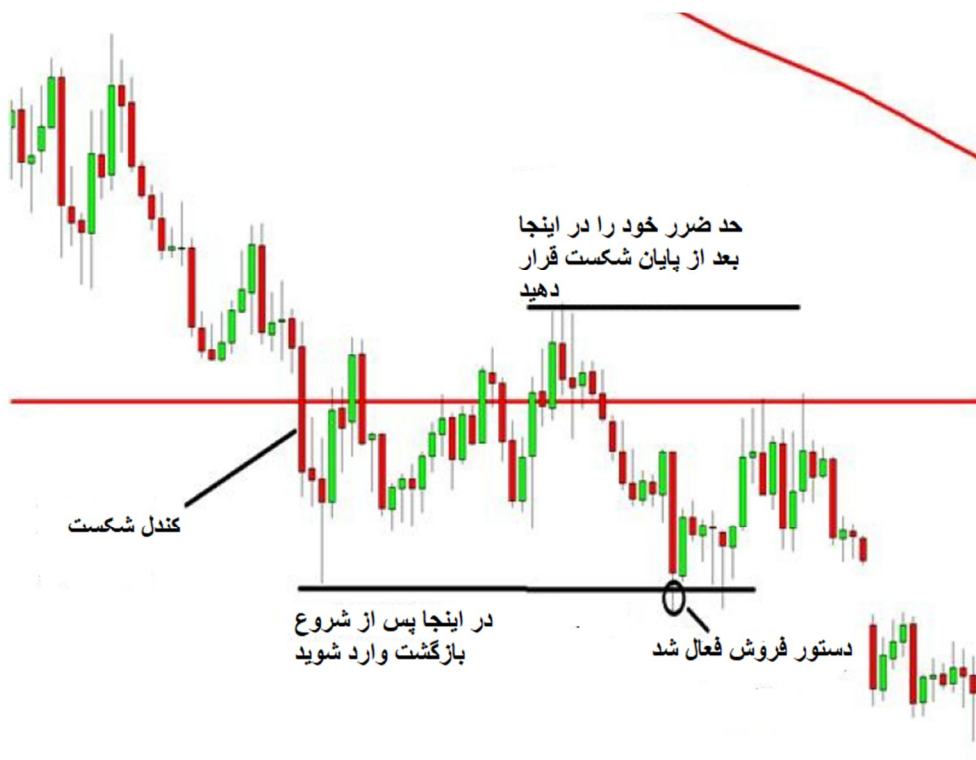 حد ضرر خود را در اینجا
بعد از پایان شکست قرار
دهید
کندل شکست
در اینجا پس از شروع
بازگشت وارد شوید
دستور فروش فعال شد